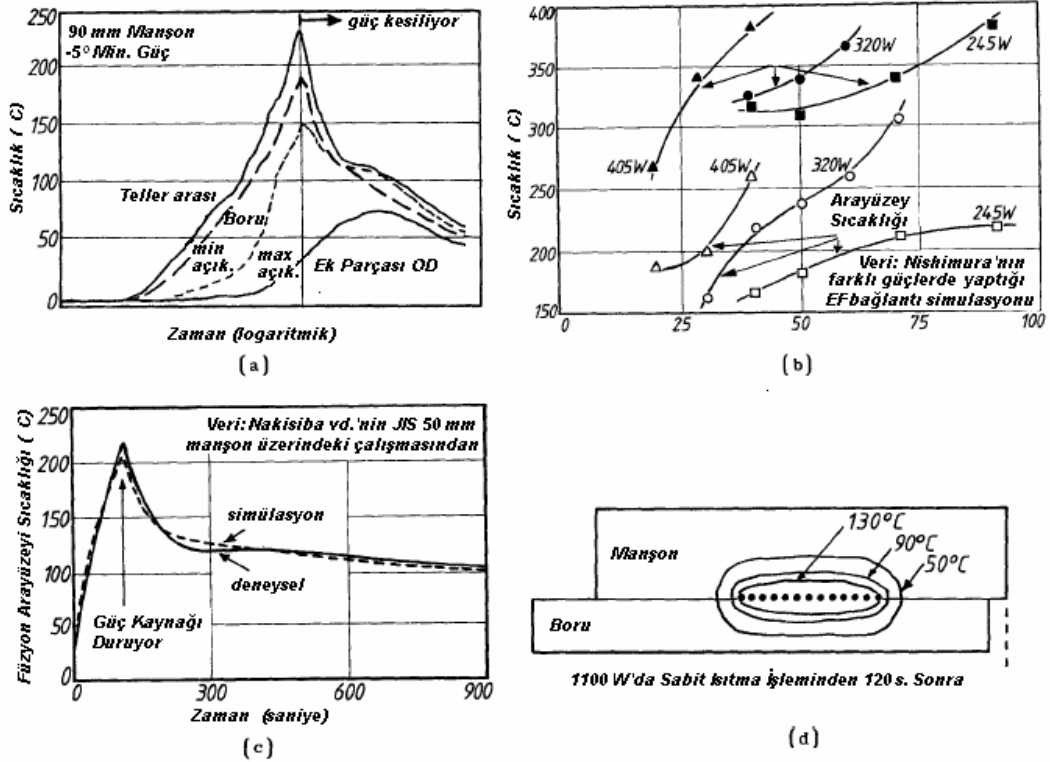 250
200
150
100
50
0
Sıcaklık ( C)
90 mm Manşon
-5° Min. Güç
güç kesiliyor
Teller arası
Boru
min
açık.
max
açık.
Ek Parçası OD
Zaman (logaritmik)
(a)
400
350
300
250
200
150
Sıcaklık ( C)
405W
320W
245W
405W
320W
245W
Arayüzey
Sıcaklığı
Veri: Nishimura'nın
farklı güçlerde yaptığı
EFbağlantı simulasyonu
0 25 50 75 100
(b)
250
200
150
100
50
0
Füzyon Arayüzeyi Sıcaklığı ( C)
Veri: Nakisiba vd.'nin JIS 50 mm
manşon üzerindeki çalışmasından
simülasyon
deneysel
Güç Kaynağı
Duruyor
0 300 600 900
Zaman (saniye)
(c)
130°C
90°C
50°C
Manşon
Boru
1100 W'da Sabit Isıtma İşleminden 120 s. Sonra
(d)